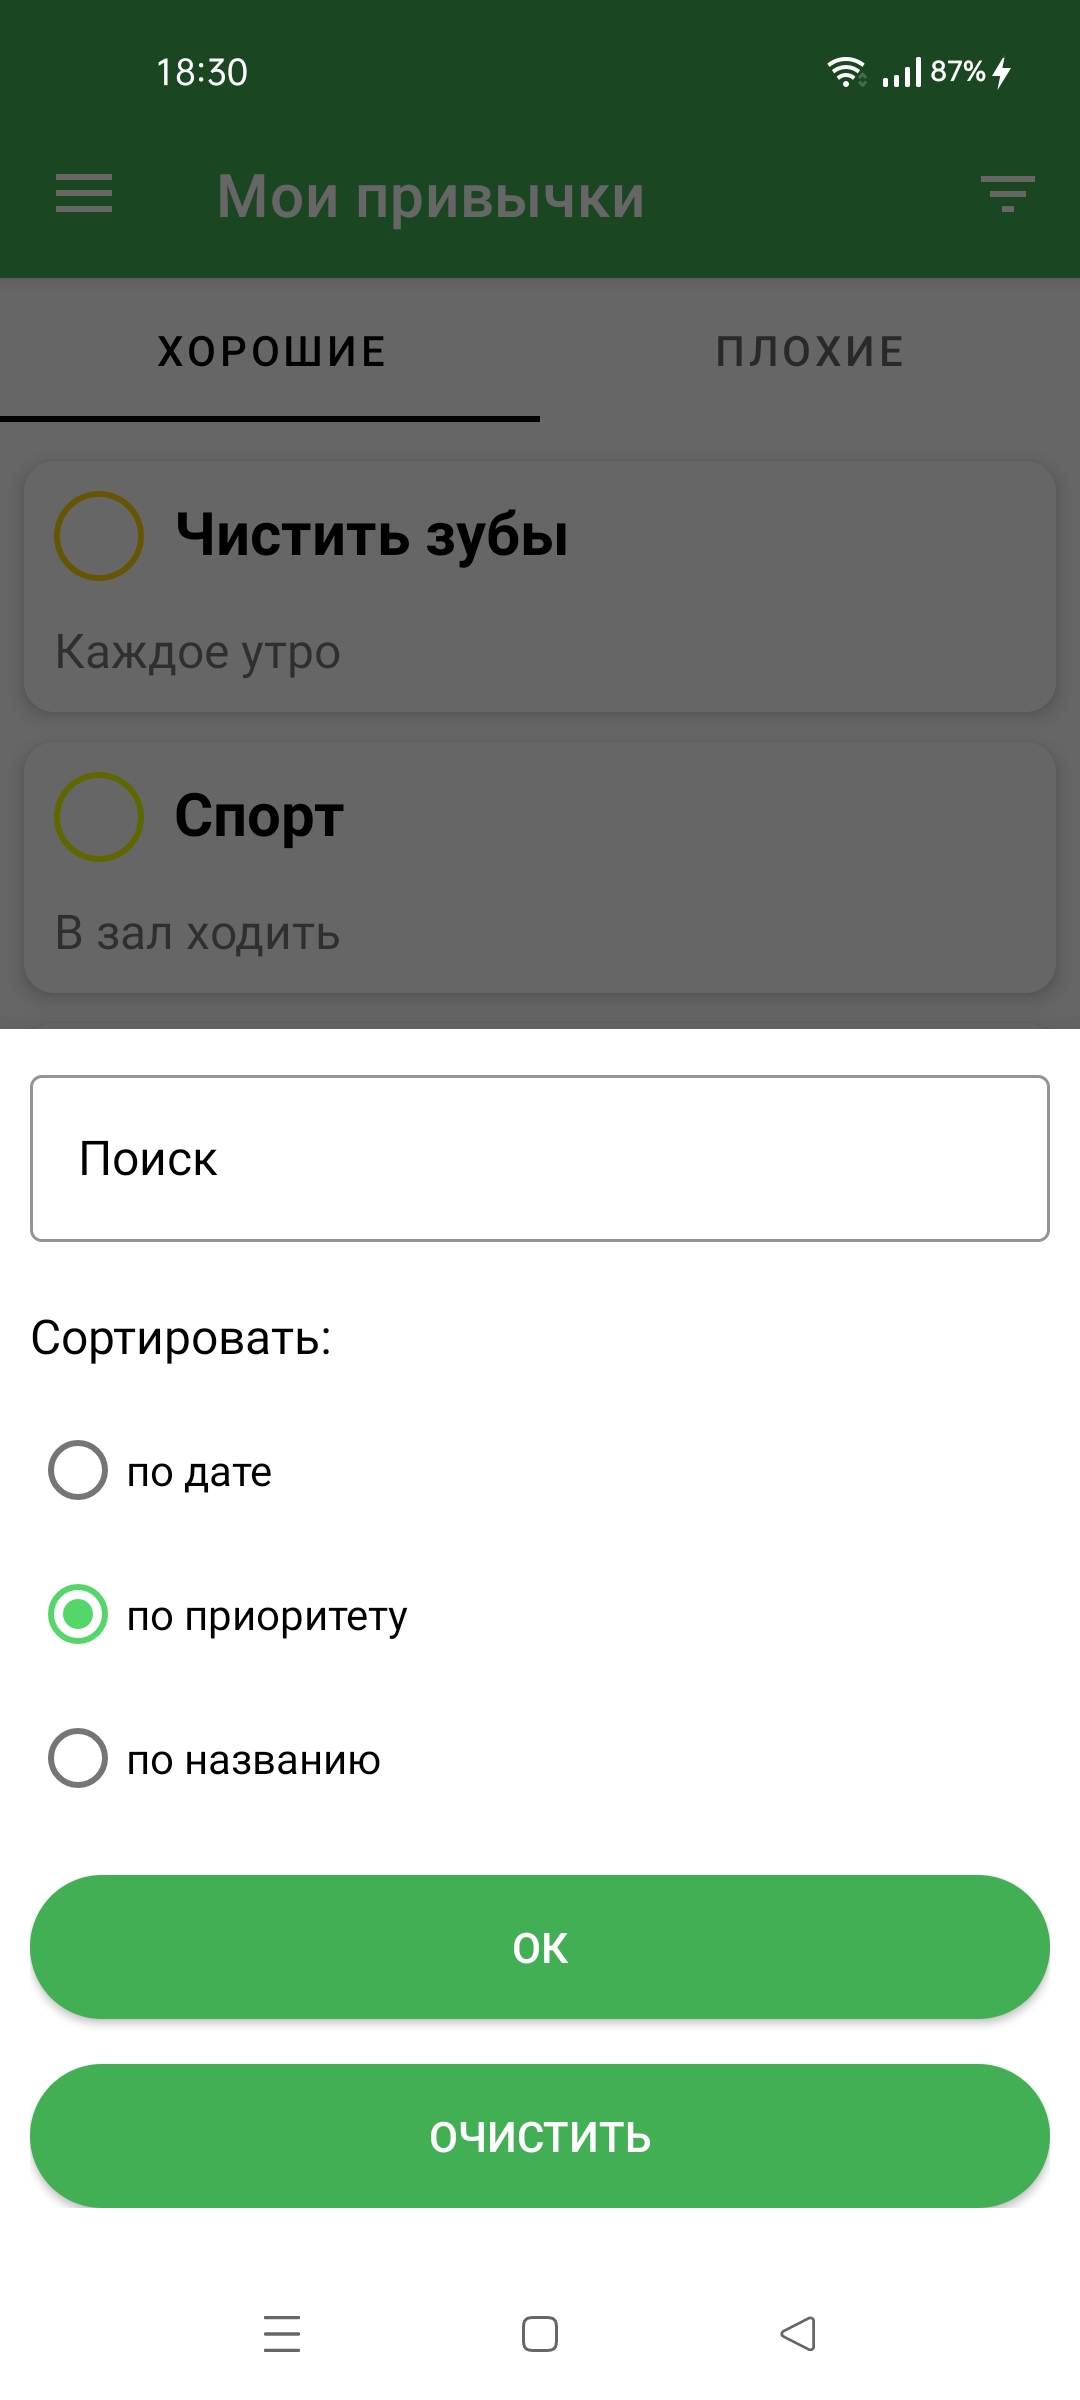 18:30
87%
Мои привычки
ХОРОШИЕ
ПЛОХИЕ
Чистить зубы
Каждое утро
Спорт
В зал ходить
Поиск
Сортировать:
по дате
по приоритету
по названию
ОК
ОЧИСТИТЬ